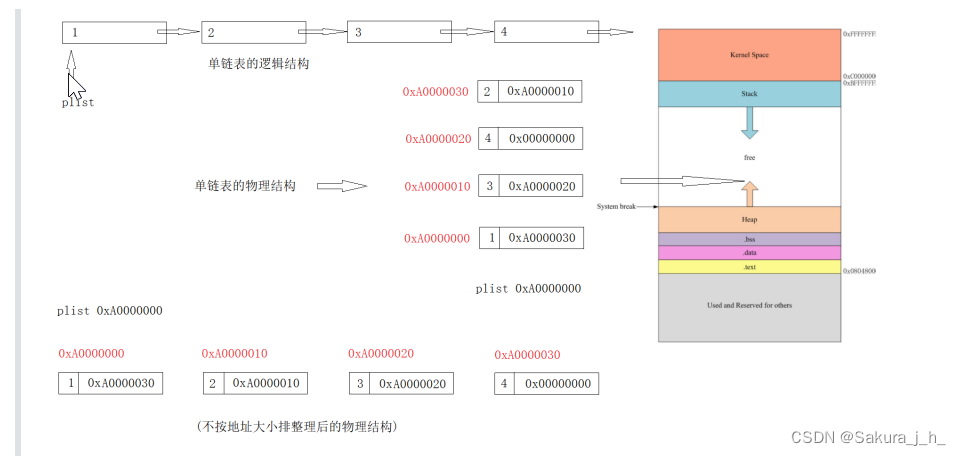 1
2
3
4
单链表的逻辑结构
plist
0xA0000030 2 0xA0000010
0xA0000020 4 0x00000000
单链表的物理结构
0xA0000010 3 0xA0000020
0xA0000000 1 0xA0000030
plist 0xA0000000
plist 0xA0000000
0xA0000000
0xA0000010
0xA0000020
0xA0000030
1 0xA0000030
2 0xA0000010
3 0xA0000020
4 0x00000000
(不按地址大小排整理后的物理结构)
Kernel Space
Stack
free
System break
Heap
.bss
.data
.text
Used and Reserved for others
0xC000000
0x0804800
CSDN @Sakura_j_h_